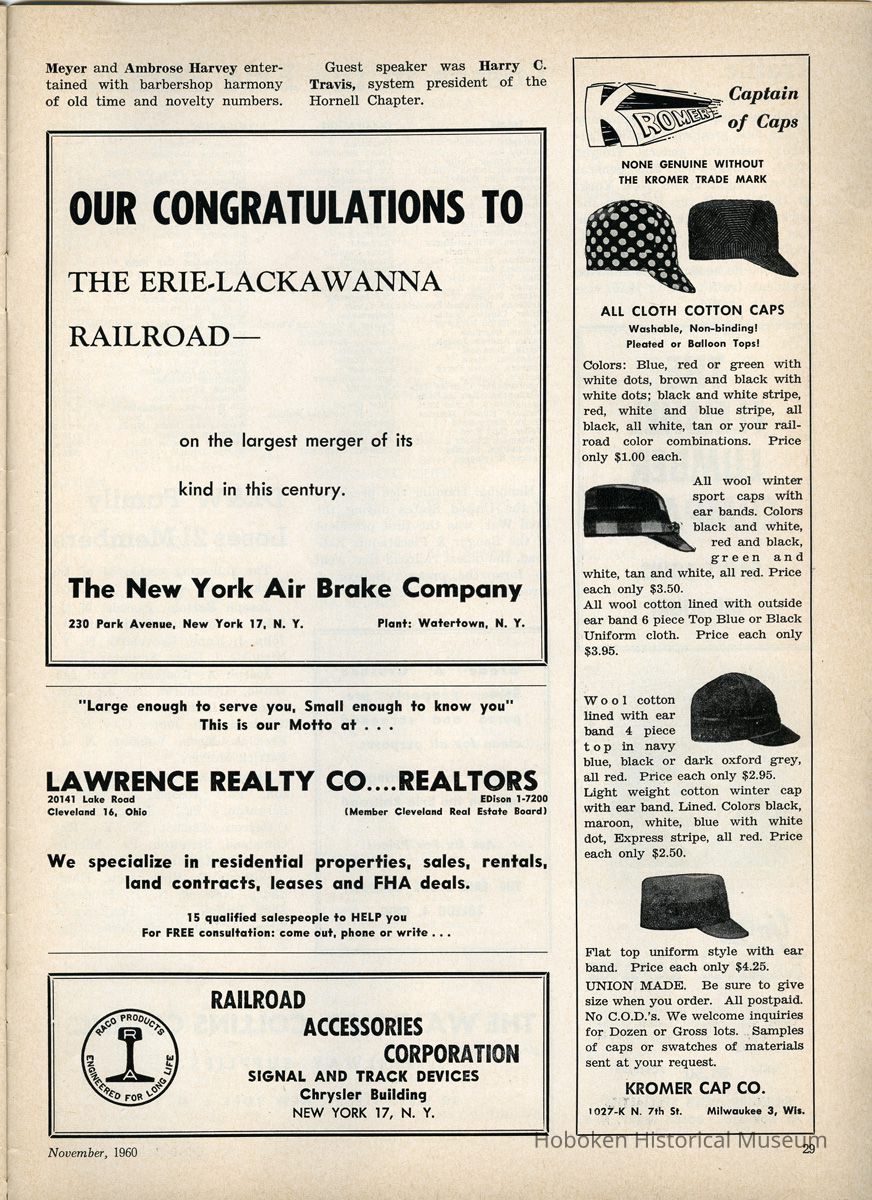 Meyer and Ambrose Harvey enter-
tained with barbershop harmony
of old time and novelty numbers.
Guest speaker was Harry C.
Travis, system president of the
Hornell Chapter.
OUR CONGRATULATIONS TO
THE ERIE-LACKAWANNA
RAILROAD—
on the largest merger of its
kind in this century.
The New York Air Brake Company
230 Park Avenue, New York 17, N. Y. Plant: Watertown, N. Y.
"Large enough to serve you, Small enough to know you"
This is our Motto at . . .
LAWRENCE REALTY CO....REALTORS
20141 Lake Road EDison 1-7200
Cleveland 16, Ohio (Member Cleveland Real Estate Board)
We specialize in residential properties, sales, rentals,
land contracts, leases and FHA deals.
15 qualified salespeople to HELP you
For FREE consultation: come out, phone or write . . .
RACO PRODUCTS
R
A
ENGINEERED FOR LONG LIFE
RAILROAD
ACCESSORIES
CORPORATION
SIGNAL AND TRACK DEVICES
Chrysler Building
NEW YORK 17, N. Y.
KROMER
Captain
of Caps
NONE GENUINE WITHOUT
THE KROMER TRADE MARK
ALL CLOTH COTTON CAPS
Washable, Non-binding!
Pleated or Balloon Tops!
Colors: Blue, red or green with
white dots, brown and black with
white dots; black and white stripe,
red, white and blue stripe, all
black, all white, tan or your rail-
road color combinations. Price
only $1.00 each.
All wool winter
sport caps with
ear bands. Colors
black and white,
red and black,
green and
white, tan and white, all red. Price
each only $3.50.
All wool cotton lined with outside
ear band 6 piece Top Blue or Black
Uniform cloth. Price each only
$3.95.
Wool cotton
lined with ear
band 4 piece
top in navy
blue, black or dark oxford grey,
all red. Price each only $2.95.
Light weight cotton winter cap
with ear band. Lined. Colors black,
maroon, white, blue with white
dot, Express stripe, all red. Price
each only $2.50.
Flat top uniform style with ear
band. Price each only $4.25.
UNION MADE. Be sure to give
size when you order. All postpaid.
No C.O.D.'s. We welcome inquiries
for Dozen or Gross lots. Samples
of caps or swatches of materials
sent at your request.
KROMER CAP CO.
1027-K N. 7th St. Milwaukee 3, Wis.
Hoboken Historical Museum
November, 1960 29